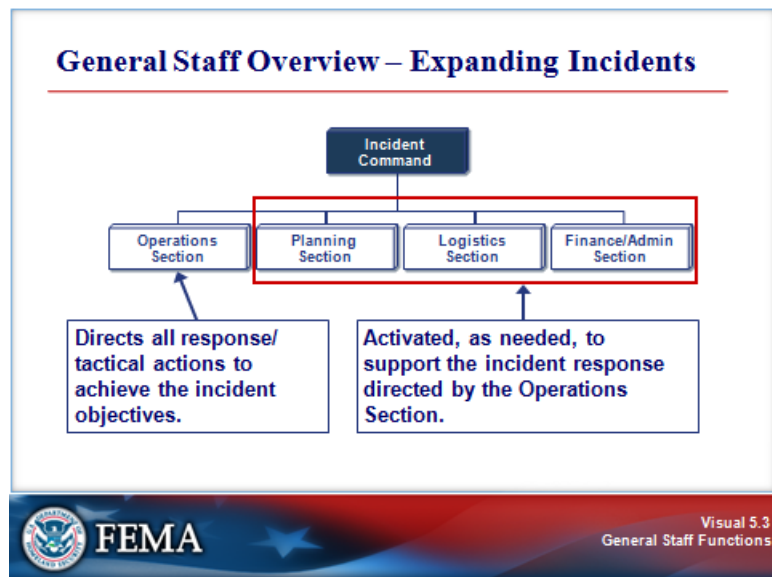 General Staff Overview – Expanding Incidents
Incident
Command
Operations
Section
Planning
Section
Logistics
Section
Finance/Admin
Section
Directs all response/
tactical actions to
achieve the incident
objectives.
Activated, as needed, to
support the incident response
directed by the Operations
Section.
FEMA
Visual 5.3
General Staff Functions